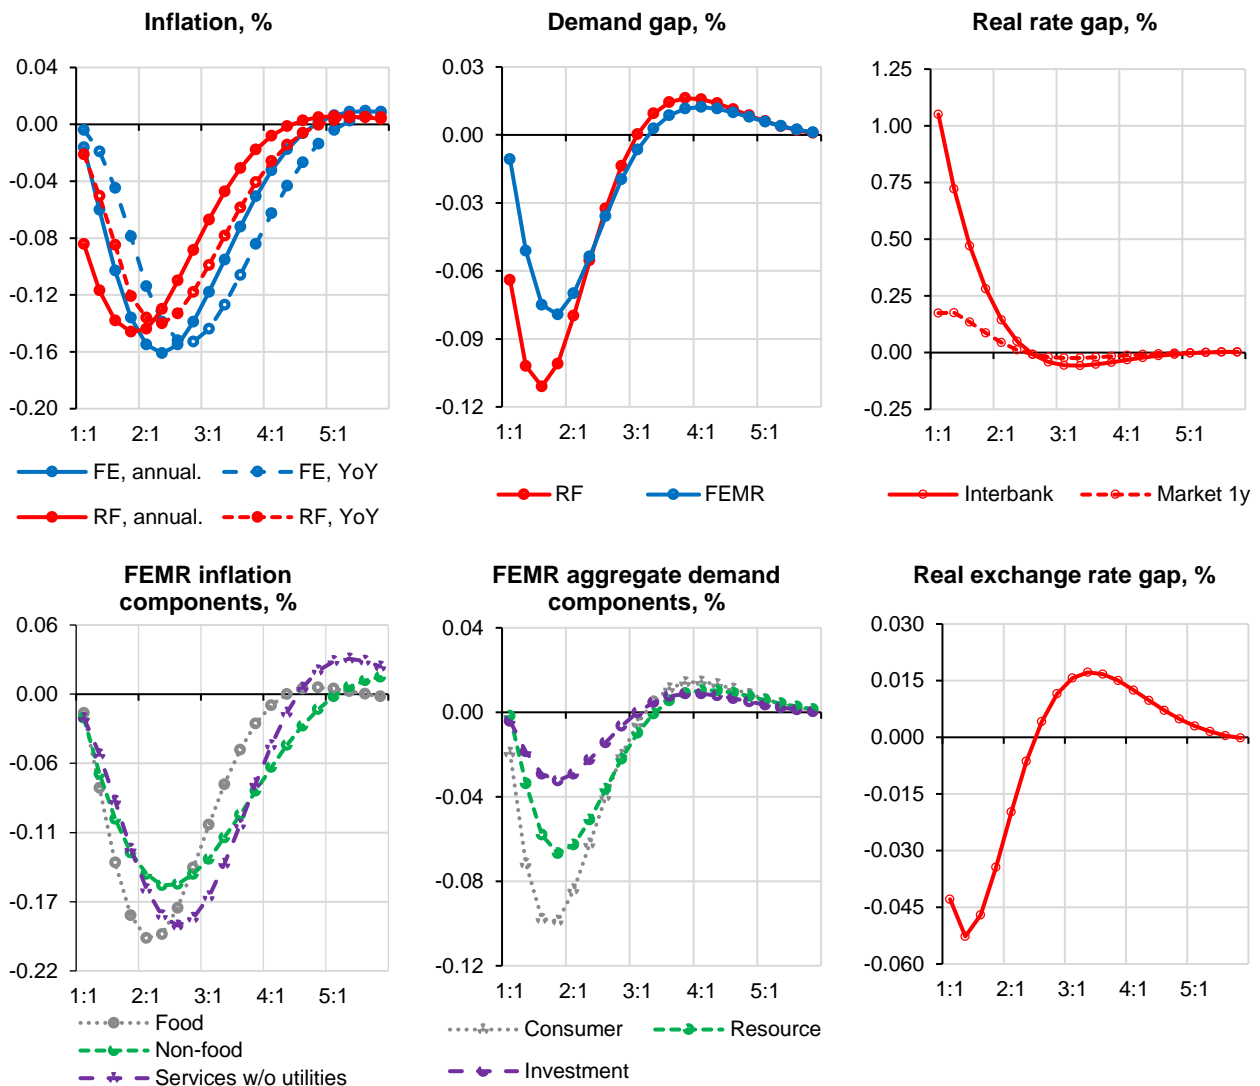 Inflation, %
0.04
0.00
-0.04
-0.08
-0.12
-0.16
-0.20
1:1 2:1 3:1 4:1 5:1
FE, annual. FE, YoY
RF, annual. RF, YoY
Demand gap, %
0.03
0.00
-0.03
-0.06
-0.09
-0.12
1:1 2:1 3:1 4:1 5:1
RF FEMR
Real rate gap, %
1.25
1.00
0.75
0.50
0.25
0.00
-0.25
1:1 2:1 3:1 4:1 5:1
Interbank Market 1y
FEMR inflation
components, %
0.06
0.00
-0.06
-0.11
-0.17
-0.22
1:1 2:1 3:1 4:1 5:1
Food
Non-food
Services w/o utilities
FEMR aggregate demand
components, %
0.04
0.00
-0.04
-0.08
-0.12
1:1 2:1 3:1 4:1 5:1
Consumer Resource
Investment
Real exchange rate gap, %
0.030
0.015
0.000
-0.015
-0.030
-0.045
-0.060
1:1 2:1 3:1 4:1 5:1